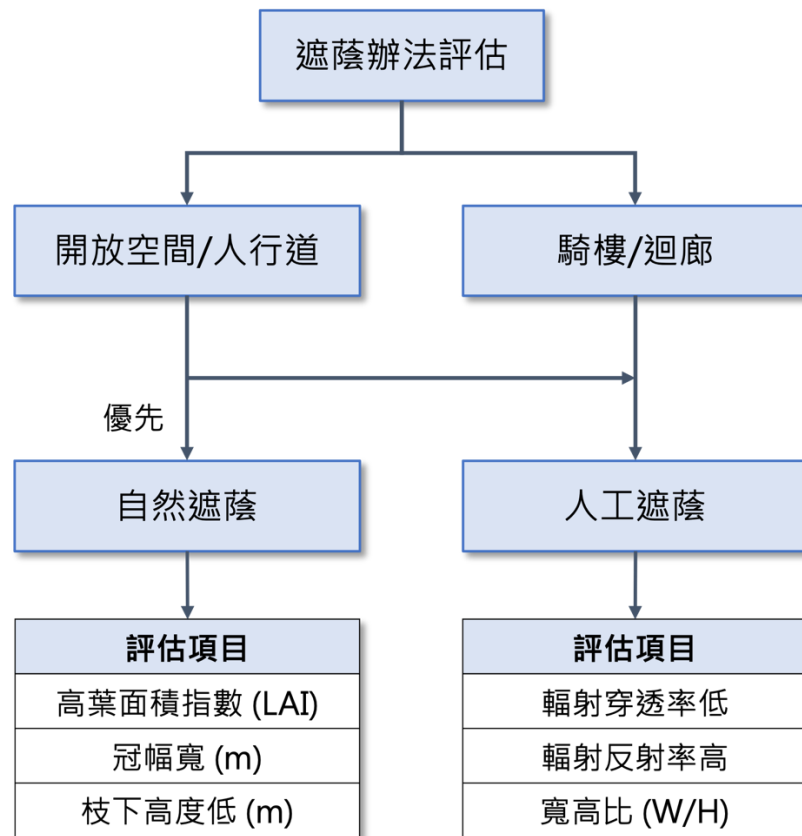 遮蔭辦法評估
開放空間/人行道
騎樓/迴廊
優先
自然遮蔭
人工遮蔭
評估項目
高葉面積指數 (LAI)
冠幅寬 (m)
枝下高度低 (m)
評估項目
輻射穿透率低
輻射反射率高
寬高比 (W/H)